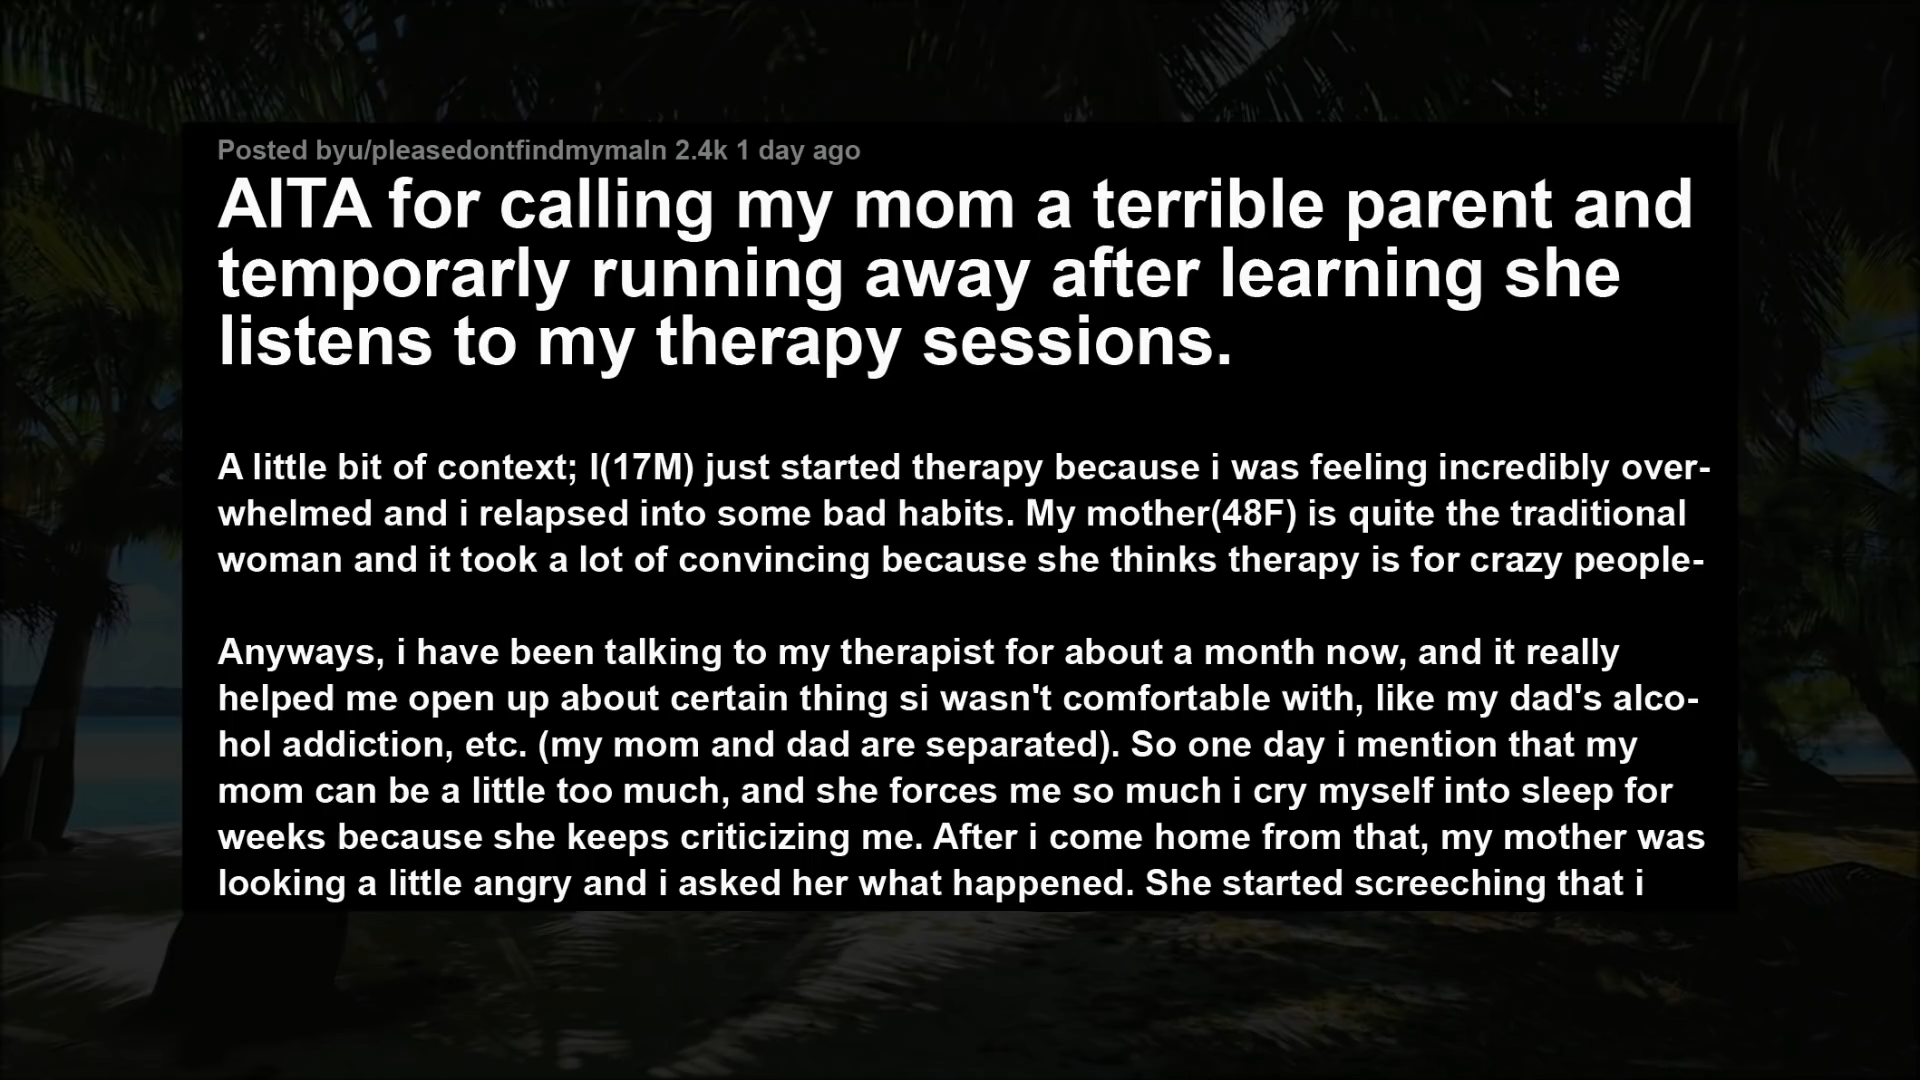 Posted byu/pleasedontfindmymaln 2.4k 1 day ago
AITA for calling my mom a terrible parent and
temporarly running away after learning she
listens to my therapy sessions.
A little bit of context; I(17M) just started therapy because i was feeling incredibly over-
whelmed and i relapsed into some bad habits. My mother(48F) is quite the traditional
woman and it took a lot of convincing because she thinks therapy is for crazy people-
Anyways, i have been talking to my therapist for about a month now, and it really
helped me open up about certain thing si wasn't comfortable with, like my dad's alco-
hol addiction, etc. (my mom and dad are separated). So one day i mention that my
mom can be a little too much, and she forces me so much i cry myself into sleep for
weeks because she keeps criticizing me. After i come home from that, my mother was
looking a little angry and i asked her what happened. She started screeching that i